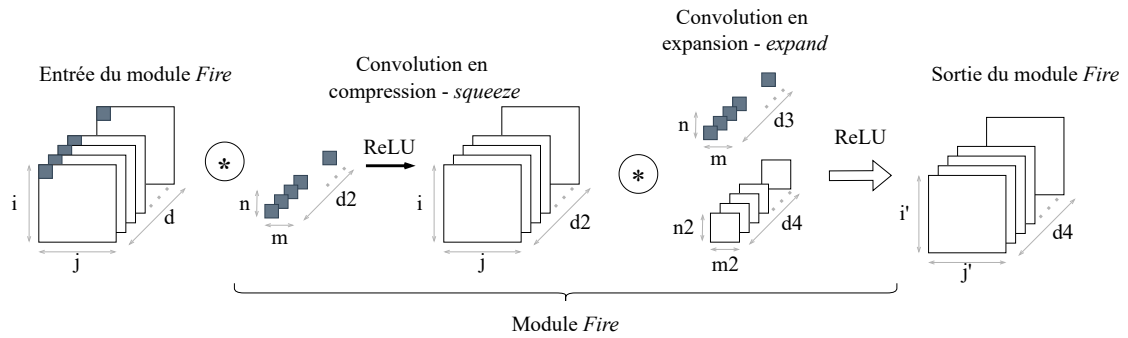 Entrée du module Fire
i
j
d
*
n
m
d2
Convolution en
compression - squeeze
ReLU
i
j
d2
*
Convolution en
expansion - expand
n
m
d3
n2
m2
d4
ReLU
Sortie du module Fire
i'
j'
d4
Module Fire